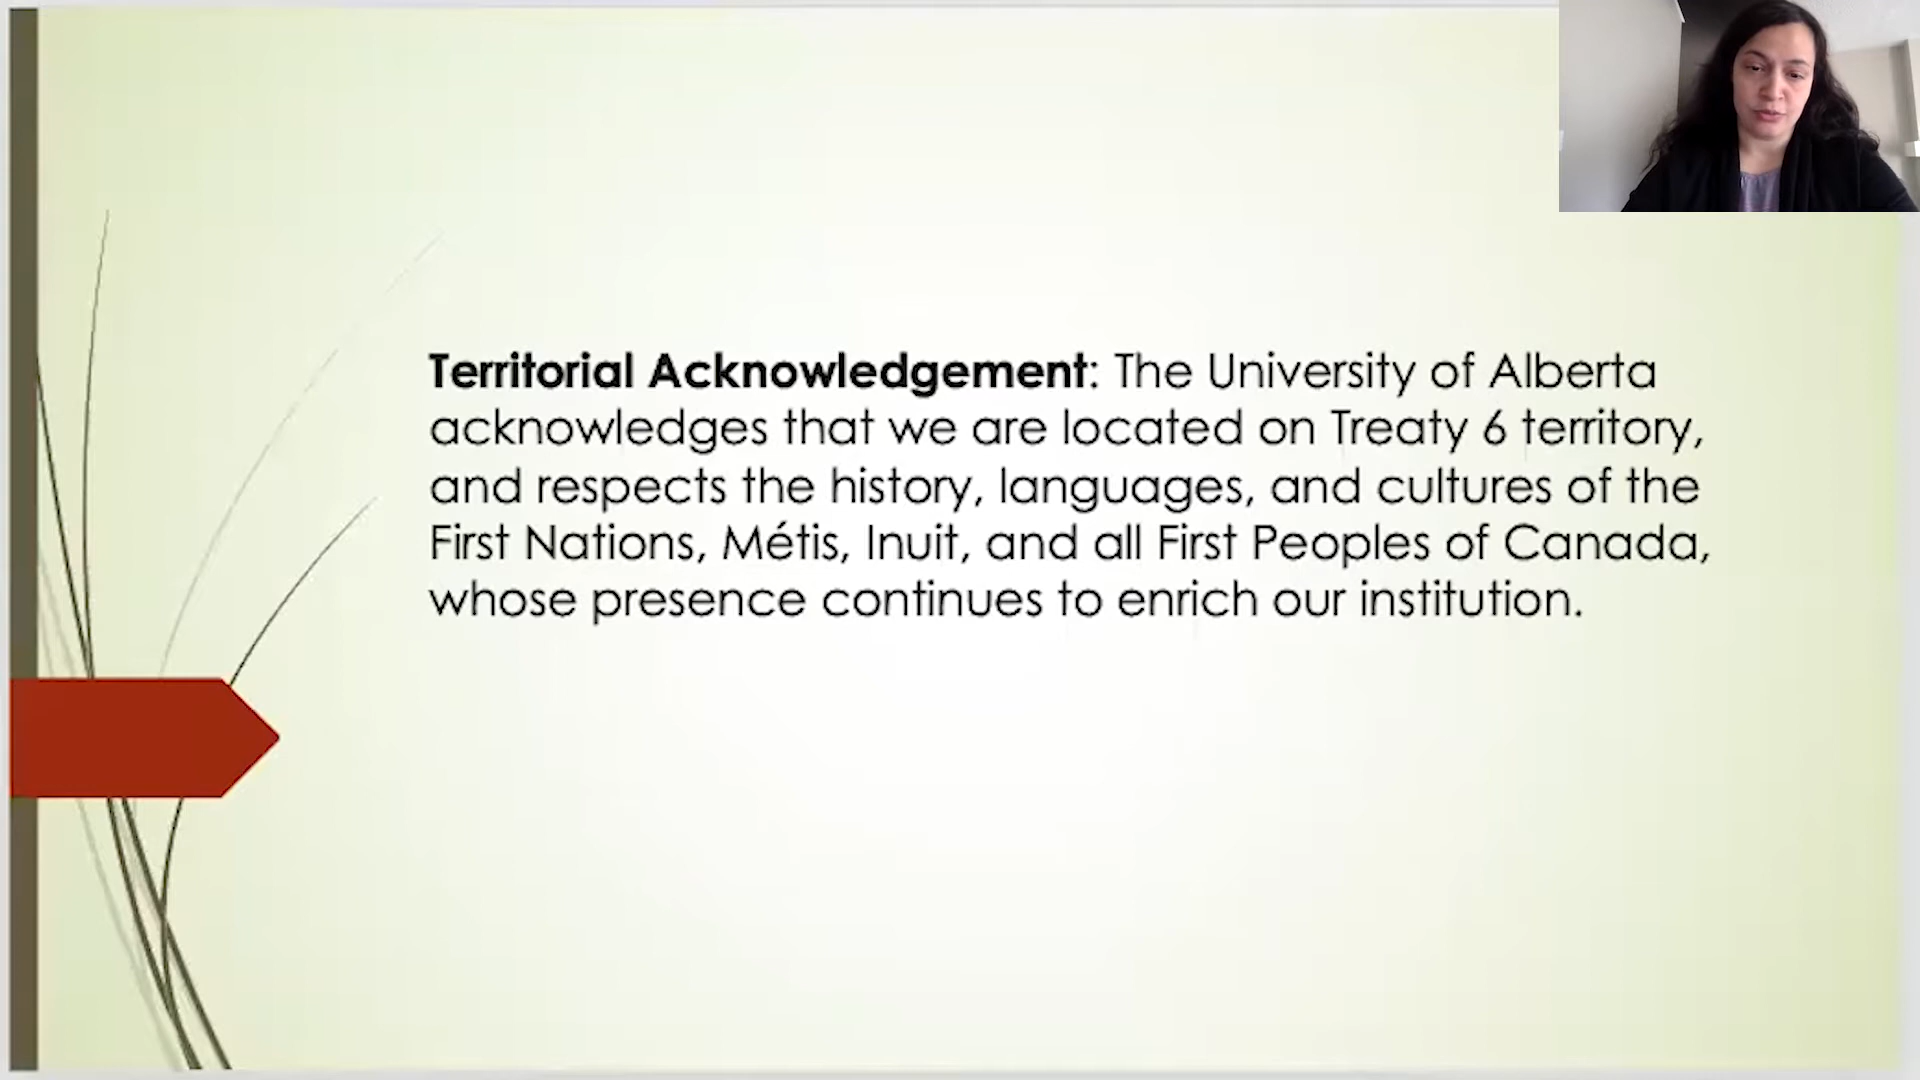 Territorial Acknowledgement: The University of Alberta
acknowledges that we are located on Treaty 6 territory,
and respects the history, languages, and cultures of the
First Nations, Métis, Inuit, and all First Peoples of Canada,
whose presence continues to enrich our institution.